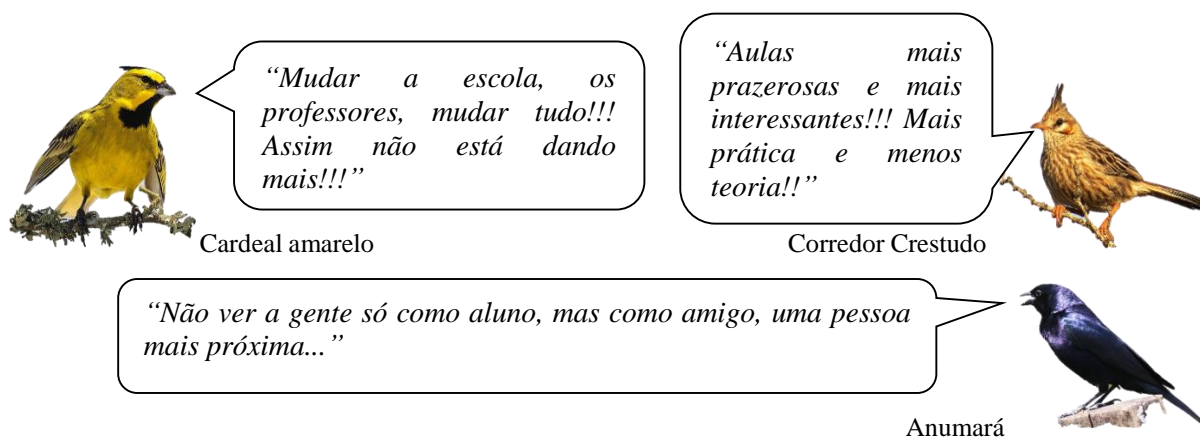 “Mudar a escola, os
professores, mudar tudo!!!
Assim não está dando
mais!!!”
“Aulas mais
prazerosas e mais
interessantes!!! Mais
prática e menos
teoria!!”
Cardeal amarelo
Corredor Crestudo
“Não ver a gente só como aluno, mas como amigo, uma pessoa
mais próxima...”
Anumará